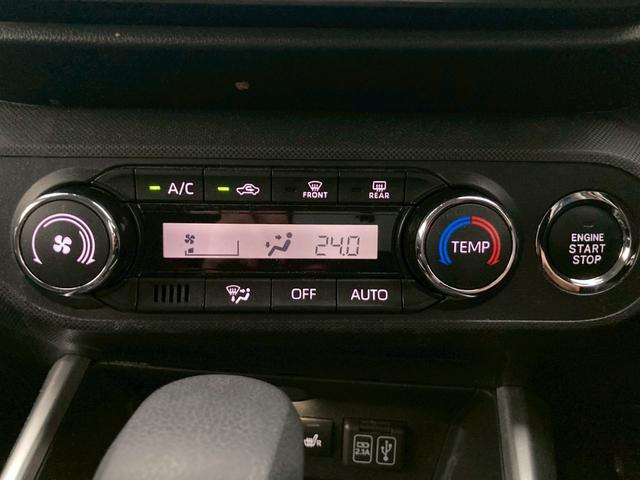 A/C
FRONT
REAR
24.0
TEMP
ENGINE
START
STOP
OFF
AUTO
R
2.1A